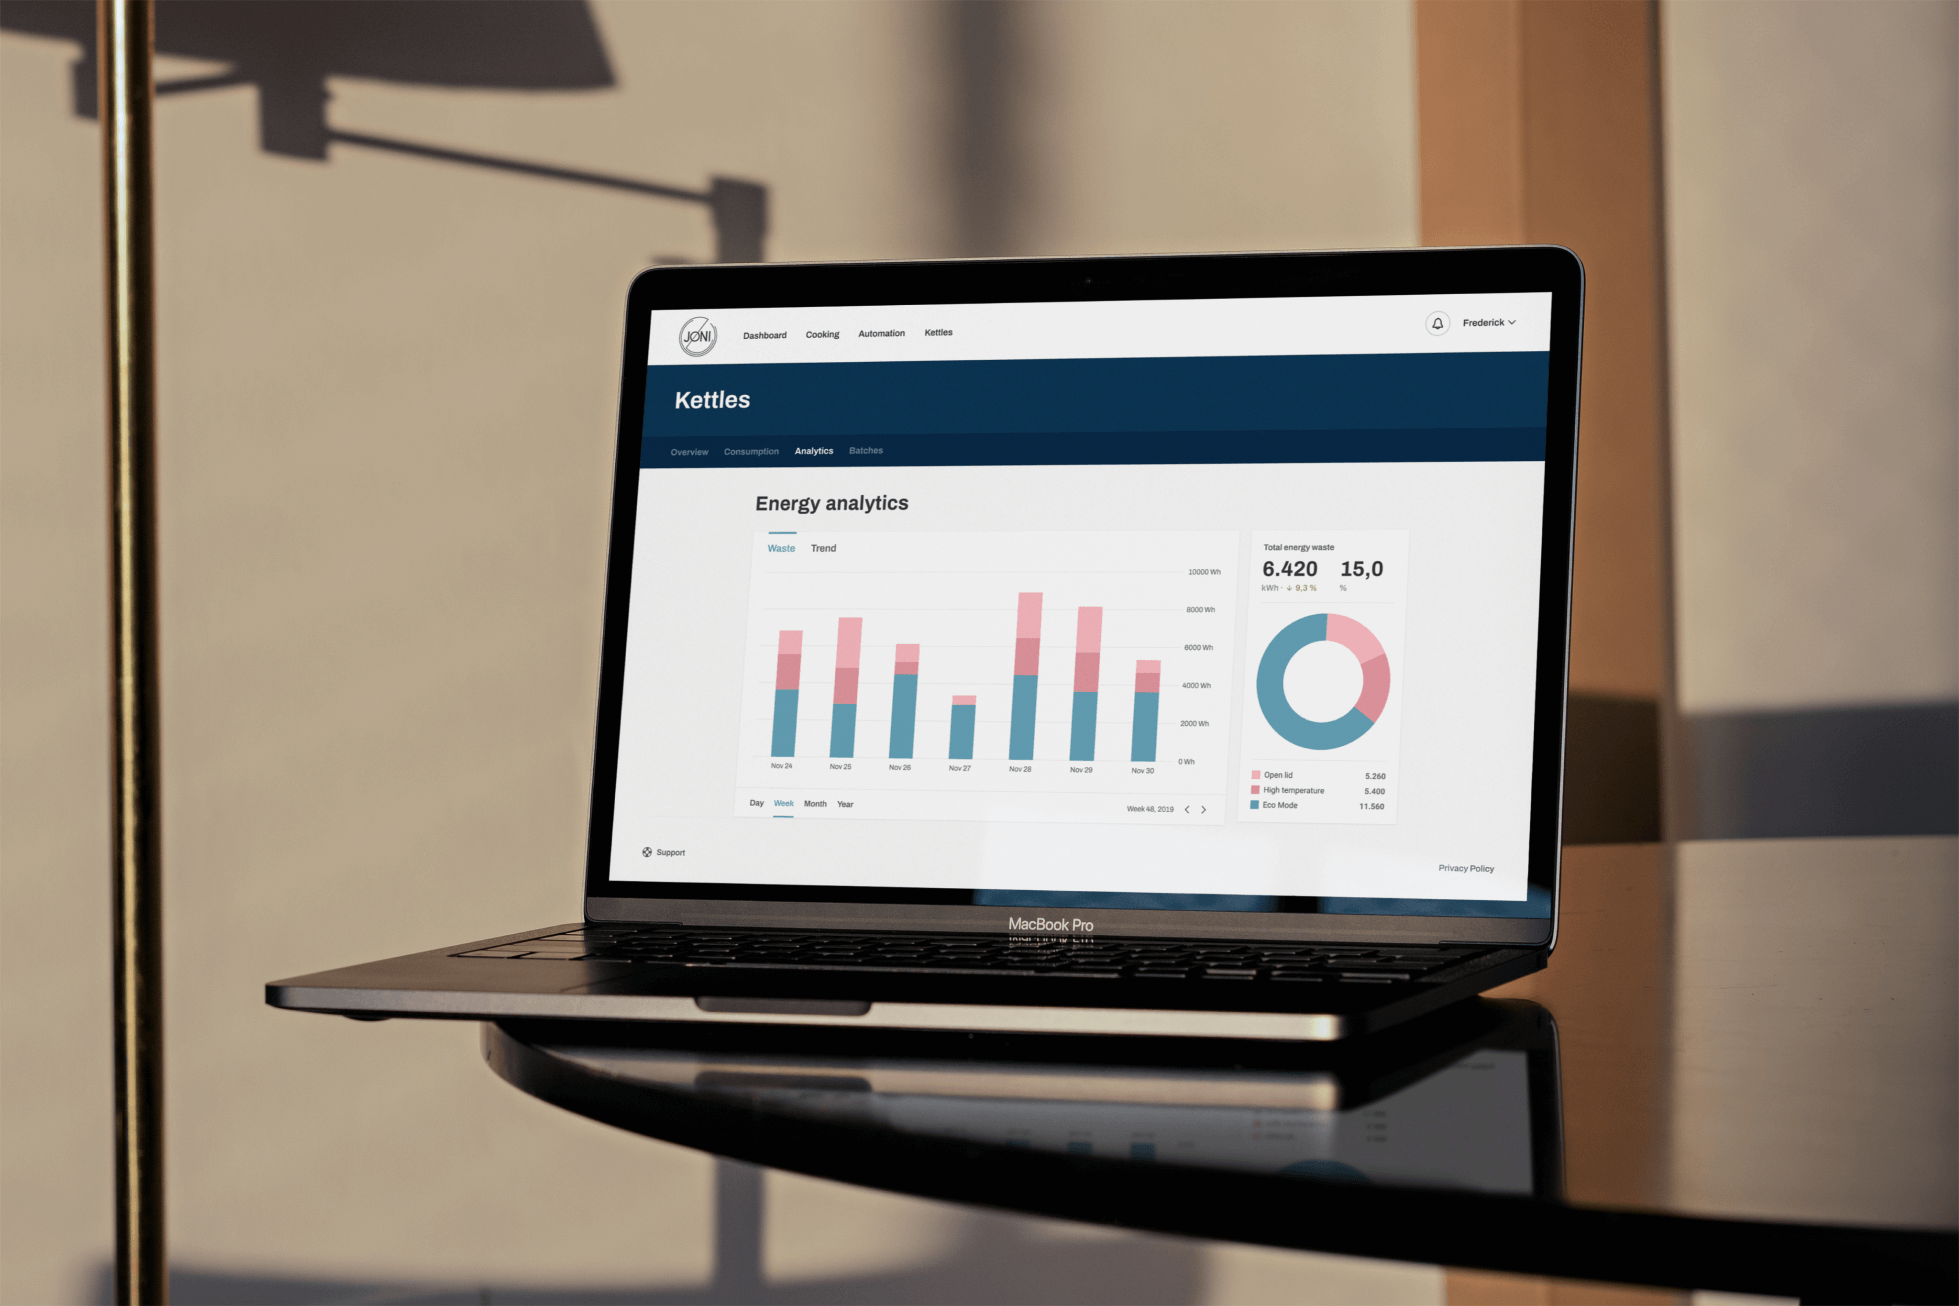 JØNI.
Dashboard Cooking Automation Kettles
Frederick
Kettles
Overview Consumption Analytics Batches
Energy analytics
Waste Trend
10000 Wh
8000 Wh
6000 Wh
4000 Wh
2000 Wh
0 Wh
Nov 24 Nov 25 Nov 26 Nov 27 Nov 28 Nov 29 Nov 30
Day Week Month Year
Week 48, 2019
Total energy waste
6.420 15,0
kWh · ↓ 9,3 % %
Open lid 5.260
High temperature 5.400
Eco Mode 11.560
Support
Privacy Policy
MacBook Pro